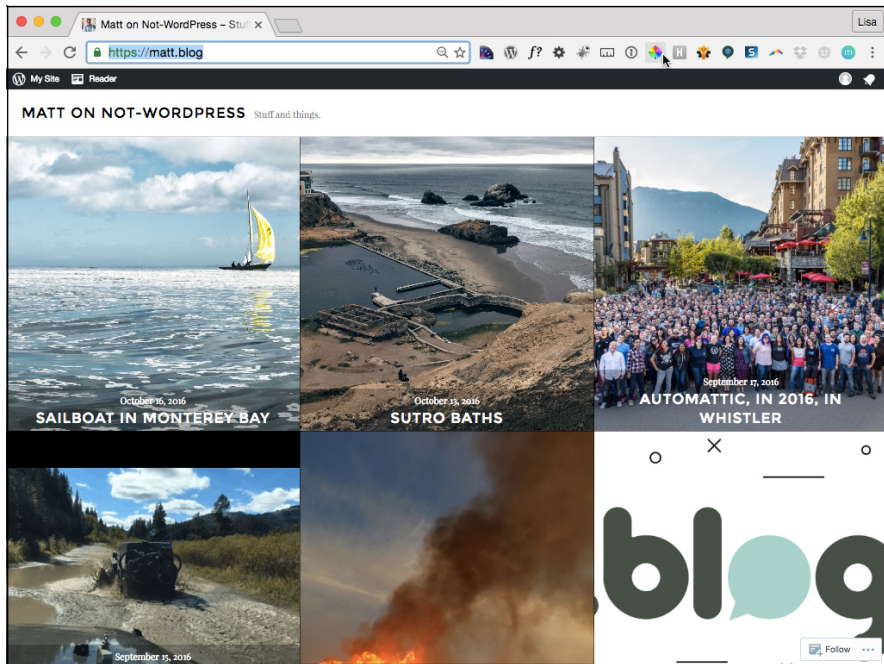 Matt on Not-WordPress – Stuf
Lisa
https://matt.blog
f?
H
S
m
My Site
Reader
MATT ON NOT-WORDPRESS
Stuff and things.
October 16, 2016
SAILBOAT IN MONTEREY BAY
October 13, 2016
SUTRO BATHS
September 17, 2016
AUTOMATTIC, IN 2016, IN
WHISTLER
September 15, 2016
.blog
Follow